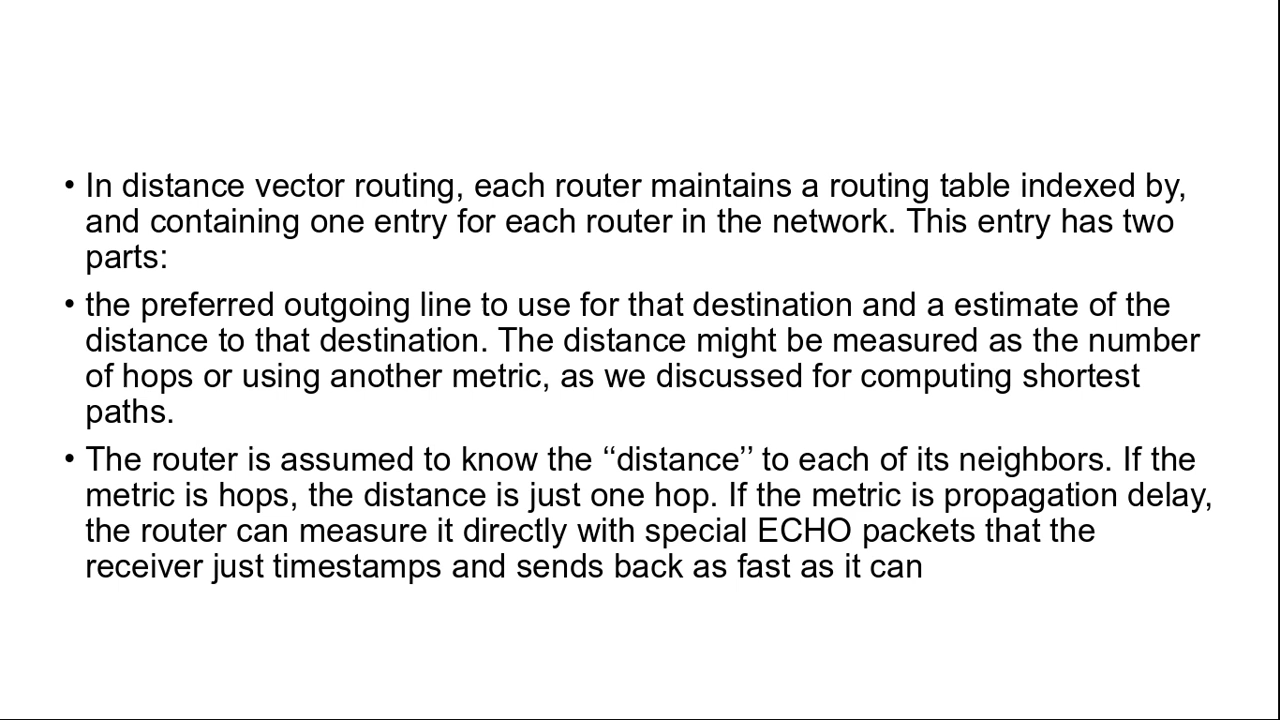 • In distance vector routing, each router maintains a routing table indexed by,
and containing one entry for each router in the network. This entry has two
parts:
• the preferred outgoing line to use for that destination and a estimate of the
distance to that destination. The distance might be measured as the number
of hops or using another metric, as we discussed for computing shortest
paths.
• The router is assumed to know the ‘‘distance’’ to each of its neighbors. If the
metric is hops, the distance is just one hop. If the metric is propagation delay,
the router can measure it directly with special ECHO packets that the
receiver just timestamps and sends back as fast as it can